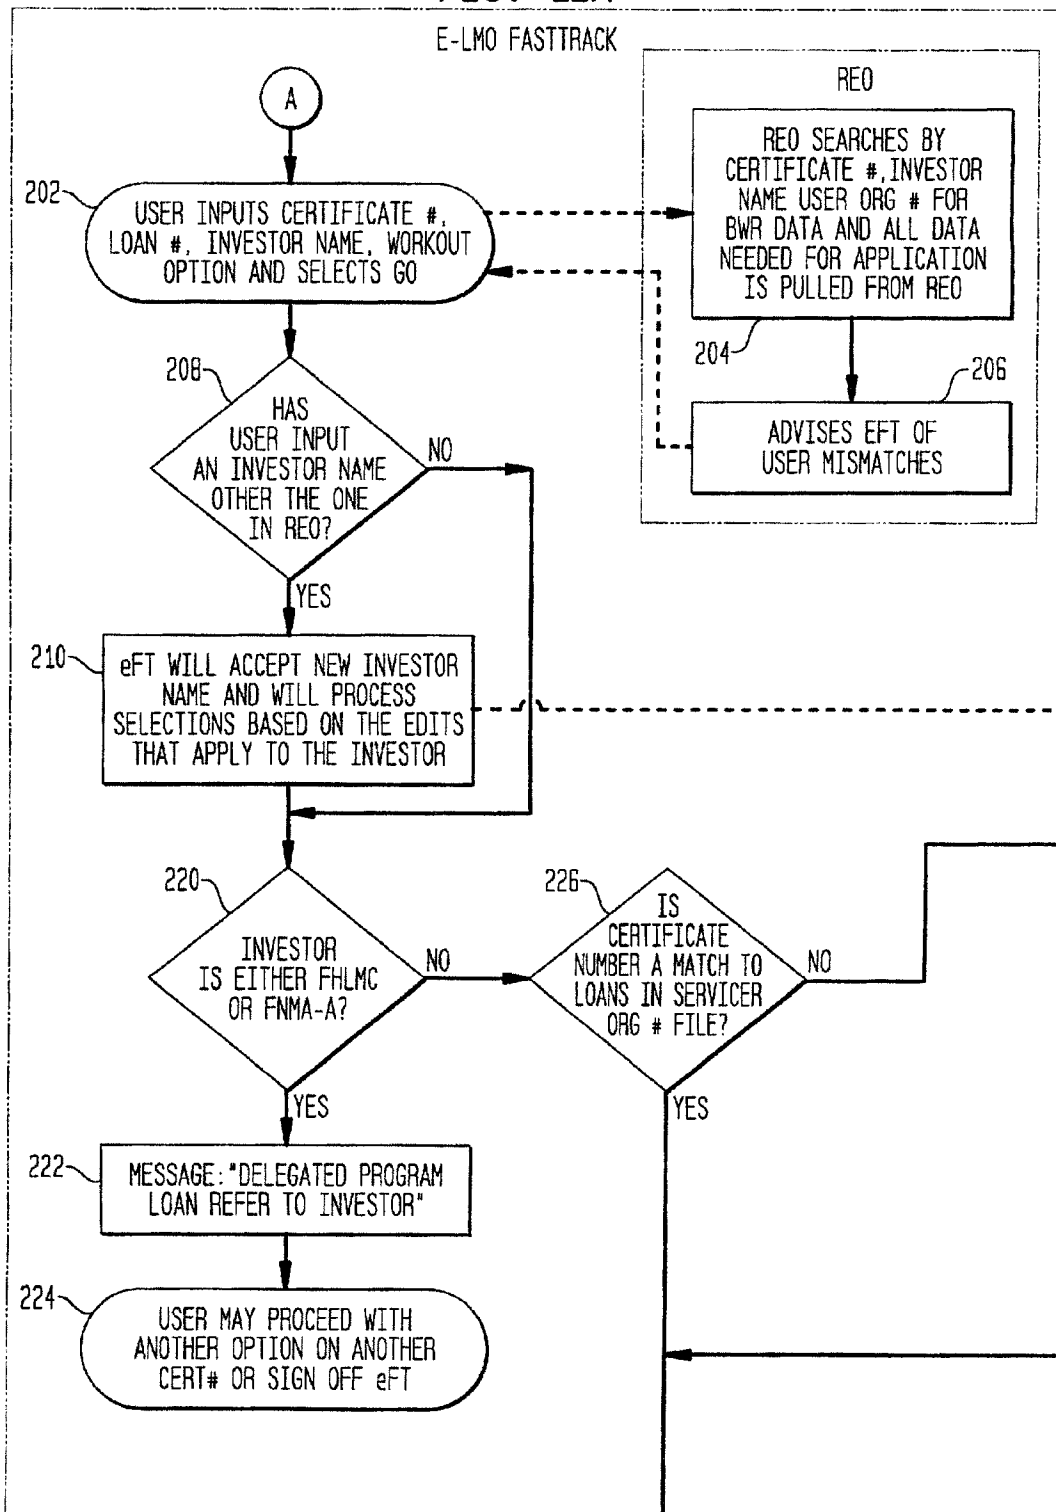 E-LMO FASTTRACK
A
REO
202
USER INPUTS CERTIFICATE #,
LOAN #, INVESTOR NAME, WORKOUT
OPTION AND SELECTS GO
REO SEARCHES BY
CERTIFICATE #,INVESTOR
NAME USER ORG # FOR
BWR DATA AND ALL DATA
NEEDED FOR APPLICATION
IS PULLED FROM REO
204
206
ADVISES EFT OF
USER MISMATCHES
208
HAS
USER INPUT
AN INVESTOR NAME
OTHER THE ONE
IN REO?
NO
YES
210
eFT WILL ACCEPT NEW INVESTOR
NAME AND WILL PROCESS
SELECTIONS BASED ON THE EDITS
THAT APPLY TO THE INVESTOR
220
INVESTOR
IS EITHER FHLMC
OR FNMA-A?
NO
YES
226
IS
CERTIFICATE
NUMBER A MATCH TO
LOANS IN SERVICER
ORG # FILE?
NO
YES
222
MESSAGE:"DELEGATED PROGRAM
LOAN REFER TO INVESTOR"
224
USER MAY PROCEED WITH
ANOTHER OPTION ON ANOTHER
CERT# OR SIGN OFF eFT